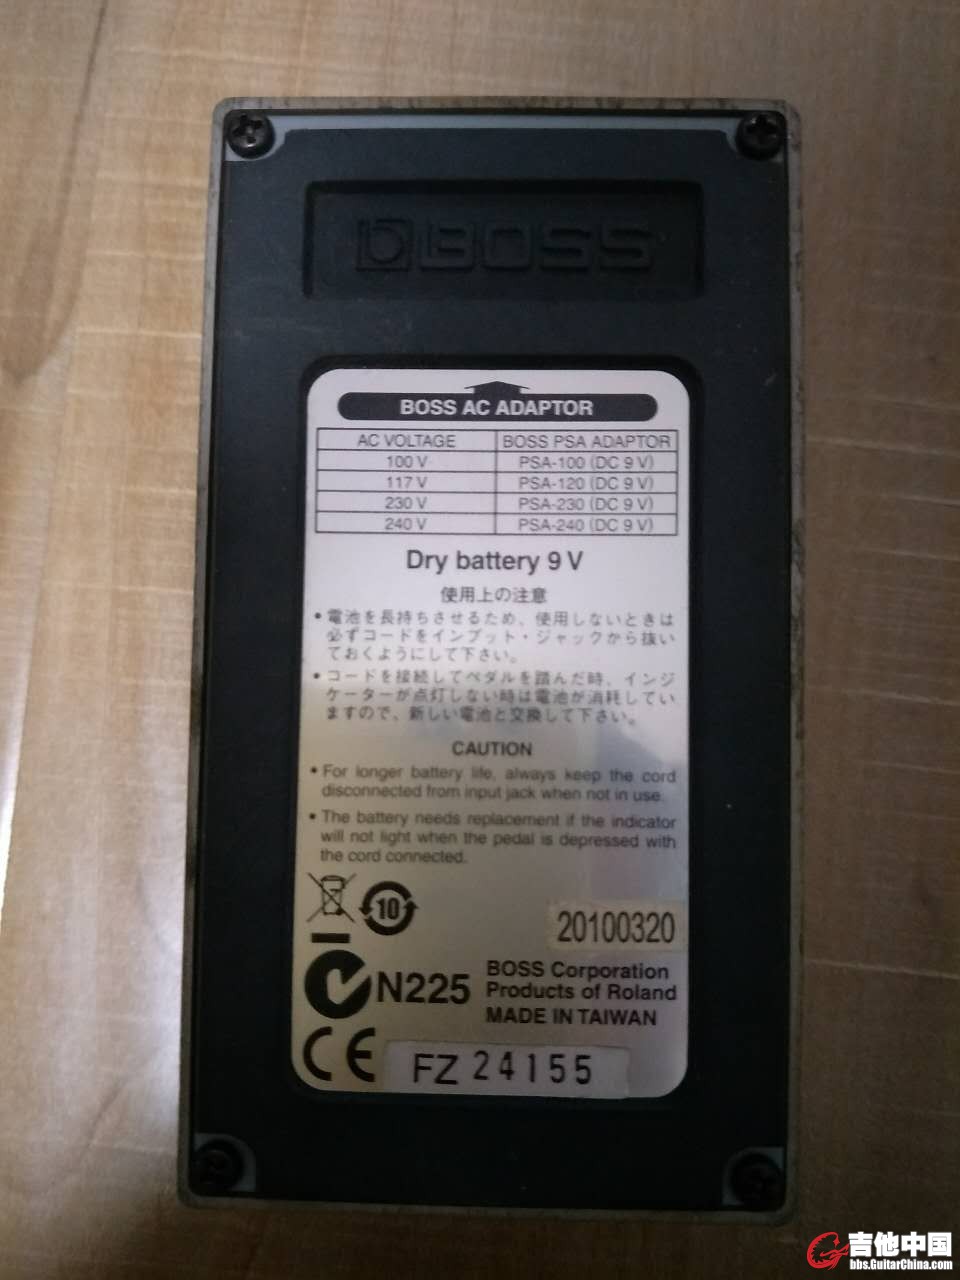 BOSS
BOSS AC ADAPTOR
AC VOLTAGE BOSS PSA ADAPTOR
100 V PSA-100 (DC 9 V)
117 V PSA-120 (DC 9 V)
230 V PSA-230 (DC 9 V)
240 V PSA-240 (DC 9 V)
Dry battery 9 V
使用上の注意
• 電池を長持ちさせるため、使用しないときは
必ずコードをインプット・ジャックから抜い
ておくようにして下さい。
• コードを接続してペダルを踏んだ時、インジ
ケーターが点灯しない時は電池が消耗してい
ますので、新しい電池と交換して下さい。
CAUTION
• For longer battery life, always keep the cord
disconnected from input jack when not in use.
• The battery needs replacement if the indicator
will not light when the pedal is depressed with
the cord connected.
10
20100320
N225
BOSS Corporation
Products of Roland
MADE IN TAIWAN
CE
FZ 24155
吉他中国
bbs.GuitarChina.com